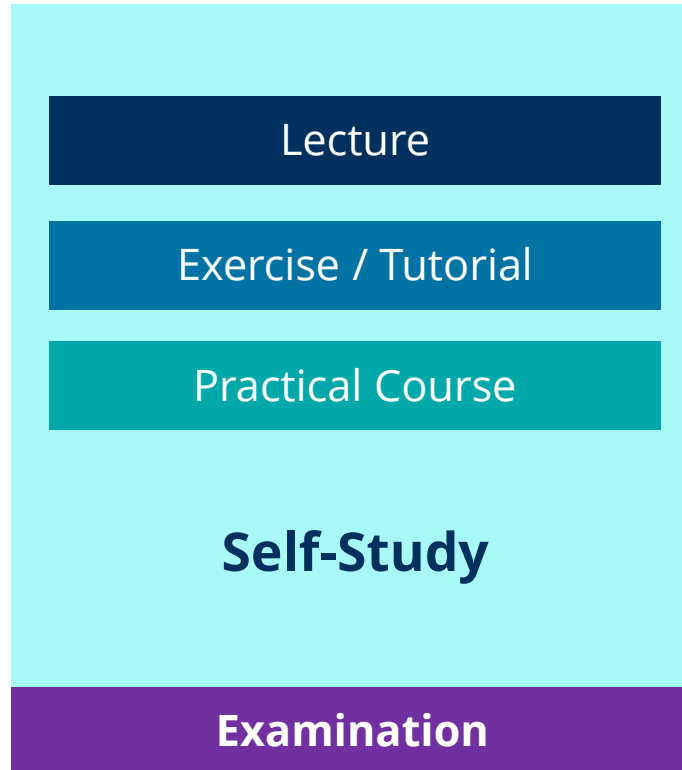 Lecture
Exercise / Tutorial
Practical Course
Self-Study
Examination